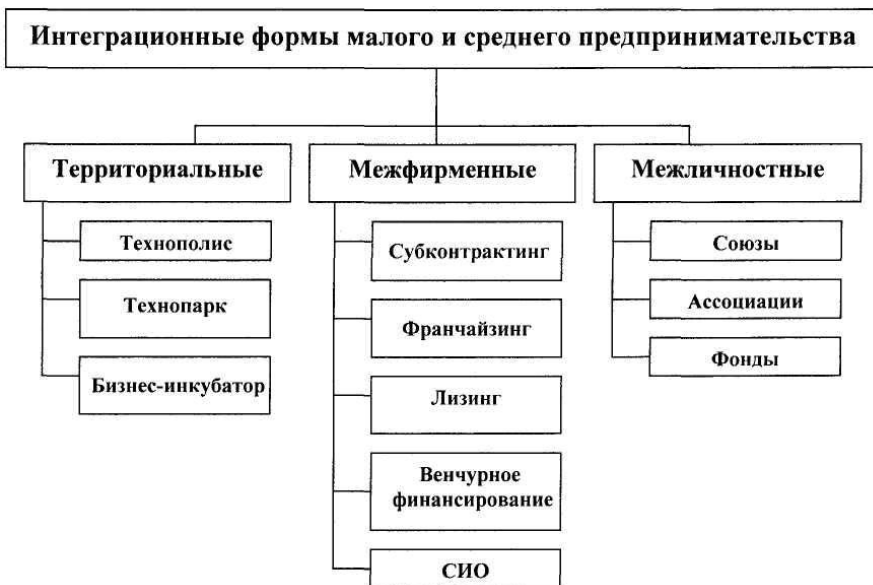 Интеграционные формы малого и среднего предпринимательства
Территориальные
Технополис
Технопарк
Бизнес-инкубатор
Межфирменные
Субконтрактинг
Франчайзинг
Лизинг
Венчурное
финансирование
СИО
Межличностные
Союзы
Ассоциации
Фонды